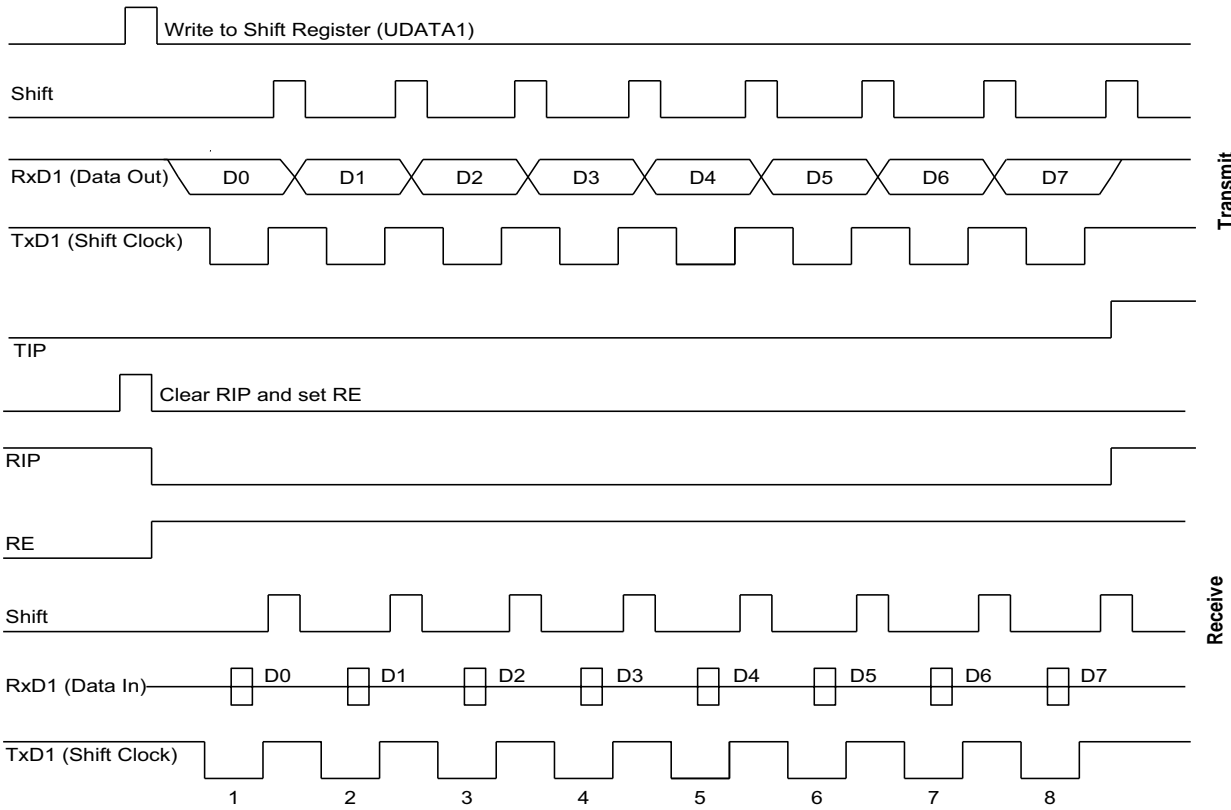 Write to Shift Register (UDATA1)
Shift
RxD1 (Data Out) D0 D1 D2 D3 D4 D5 D6 D7
TxD1 (Shift Clock)
TIP
Transmit
Clear RIP and set RE
RIP
RE
Shift
RxD1 (Data In) D0 D1 D2 D3 D4 D5 D6 D7
TxD1 (Shift Clock)
1 2 3 4 5 6 7 8
Receive